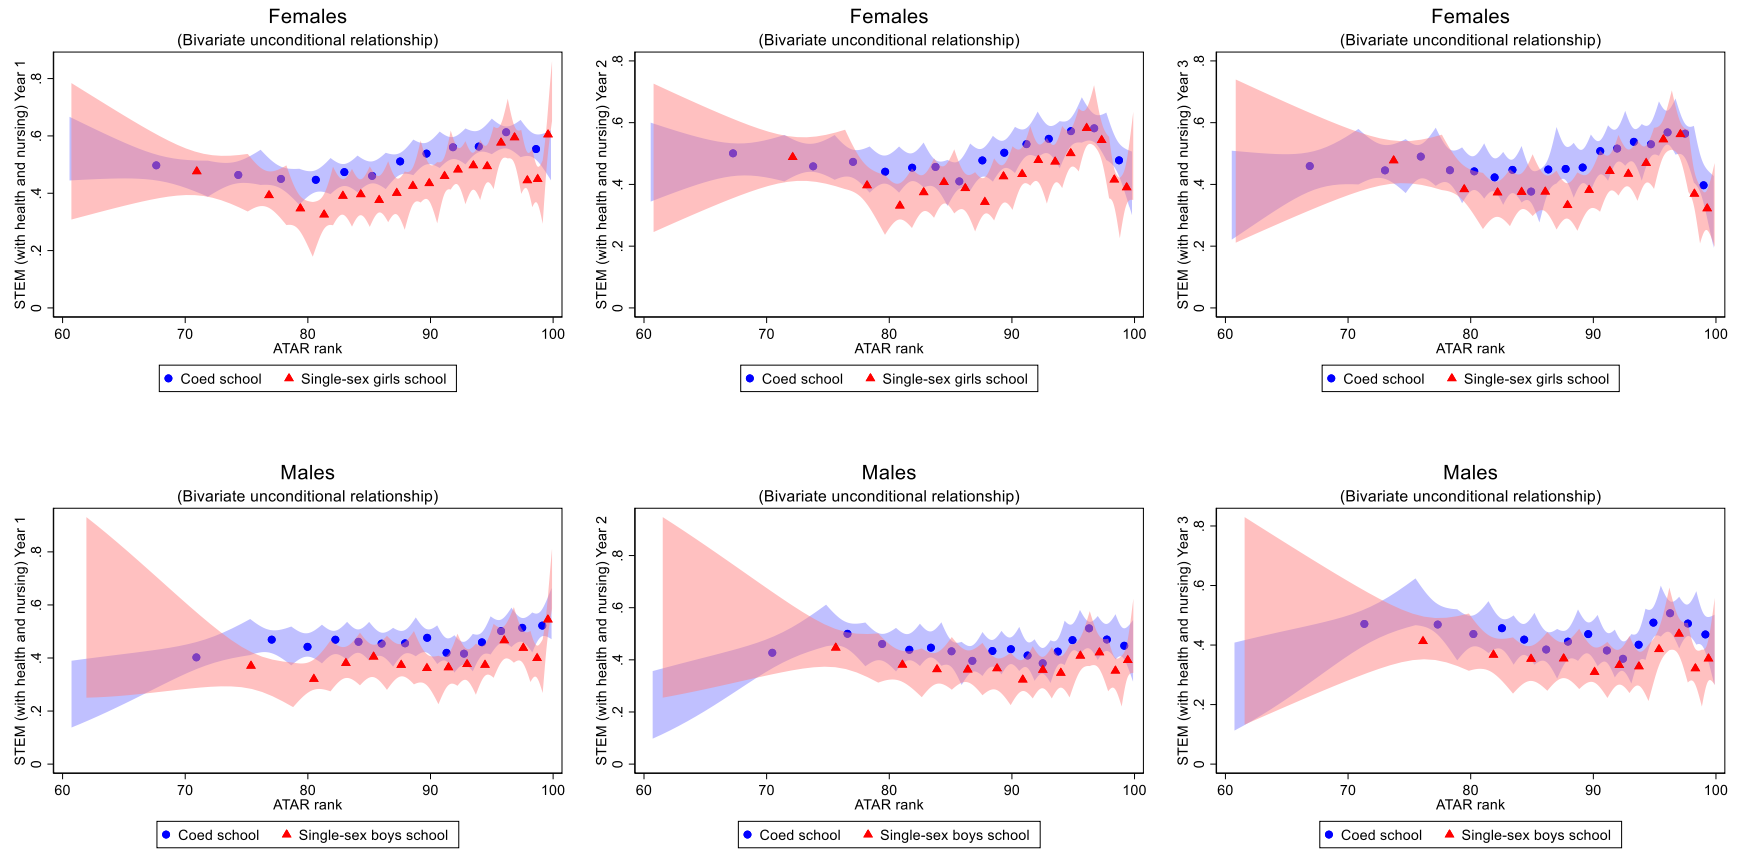 Females
(Bivariate unconditional relationship)
STEM (with health and nursing) Year 1
0 .2 .4 .6 .8
60 70 80 90 100
ATAR rank
Coed school Single-sex girls school
Females
(Bivariate unconditional relationship)
STEM (with health and nursing) Year 2
0 .2 .4 .6 .8
60 70 80 90 100
ATAR rank
Coed school Single-sex girls school
Females
(Bivariate unconditional relationship)
STEM (with health and nursing) Year 3
0 .2 .4 .6 .8
60 70 80 90 100
ATAR rank
Coed school Single-sex girls school
Males
(Bivariate unconditional relationship)
STEM (with health and nursing) Year 1
0 .2 .4 .6 .8
60 70 80 90 100
ATAR rank
Coed school Single-sex boys school
Males
(Bivariate unconditional relationship)
STEM (with health and nursing) Year 2
0 .2 .4 .6 .8
60 70 80 90 100
ATAR rank
Coed school Single-sex boys school
Males
(Bivariate unconditional relationship)
STEM (with health and nursing) Year 3
0 .2 .4 .6 .8
60 70 80 90 100
ATAR rank
Coed school Single-sex boys school